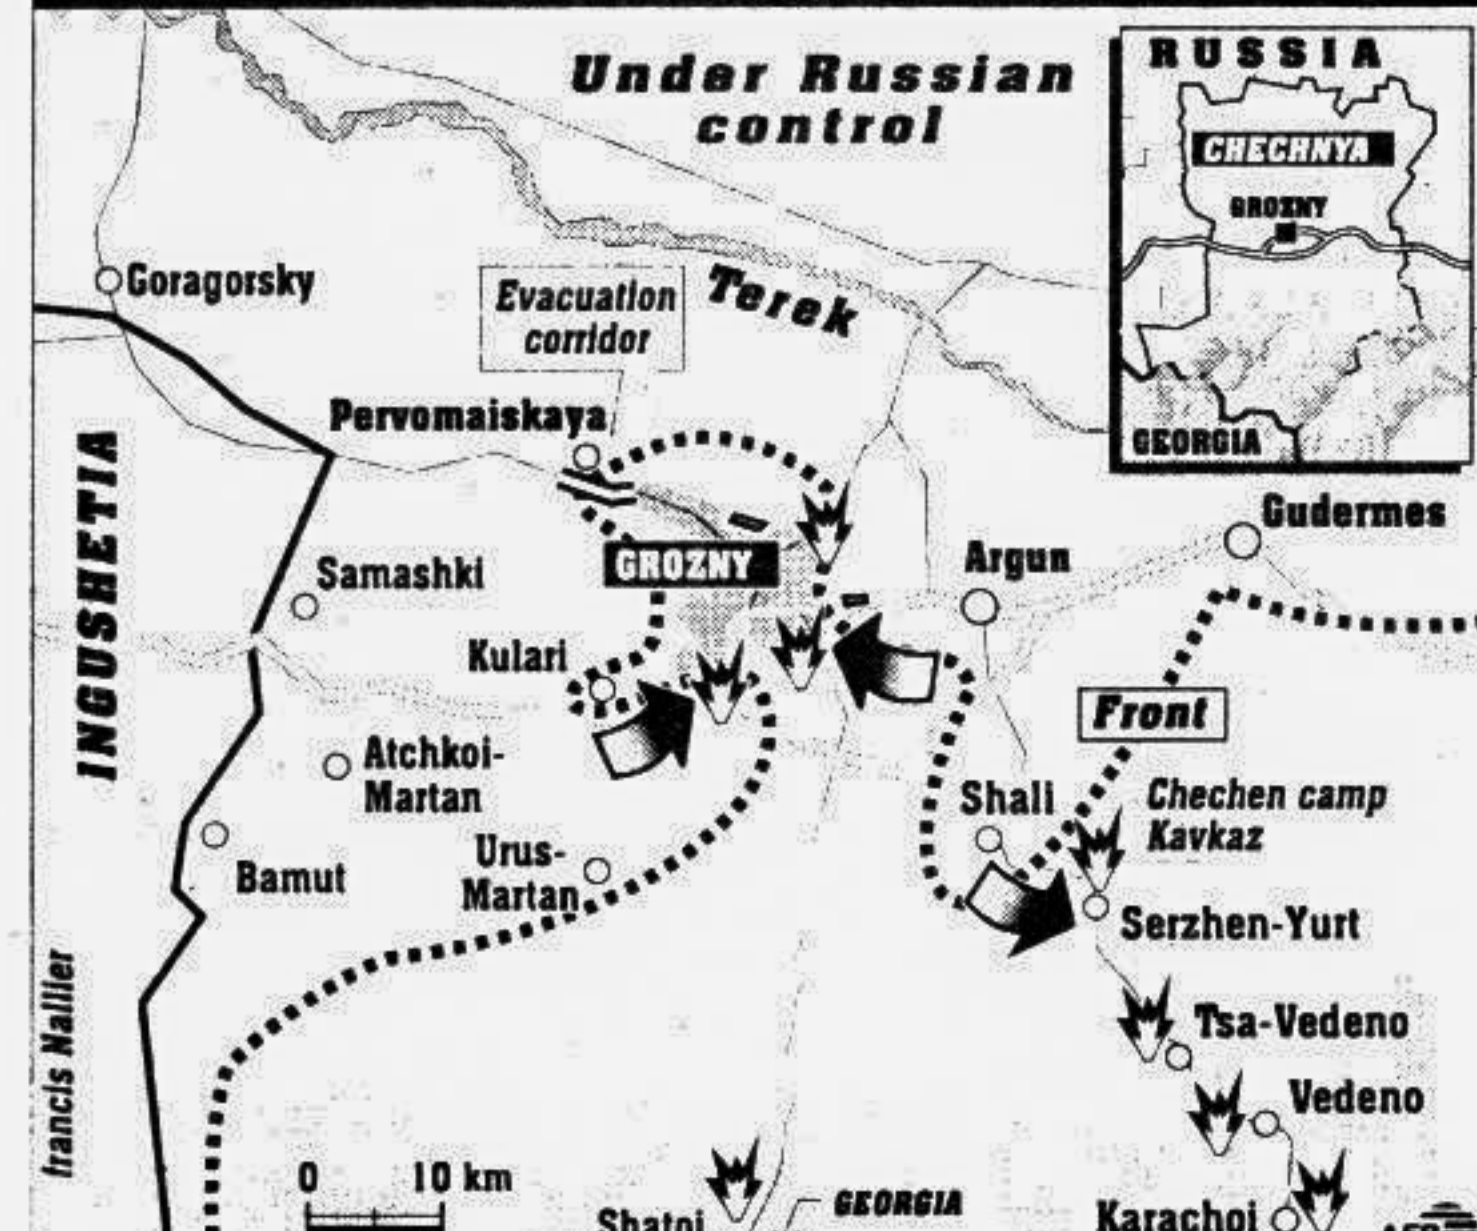 Under Russian
control
RUSSIA
CHECHNYA
GROZNY
GEORGIA
Goragorsky
Evacuation
corridor
Terek
Pervomaiskaya
INGUSHETIA
Gudermes
Argun
Samashki
GROZNY
Kulari
Front
Atchkoi-
Martan
Shali
Chechen camp
Kavkaz
Bamut
Urus-
Martan
Serzhen-Yurt
francis Nallier
Tsa-Vedeno
Vedeno
0 10 km
Shatoi
GEORGIA
Karachoi